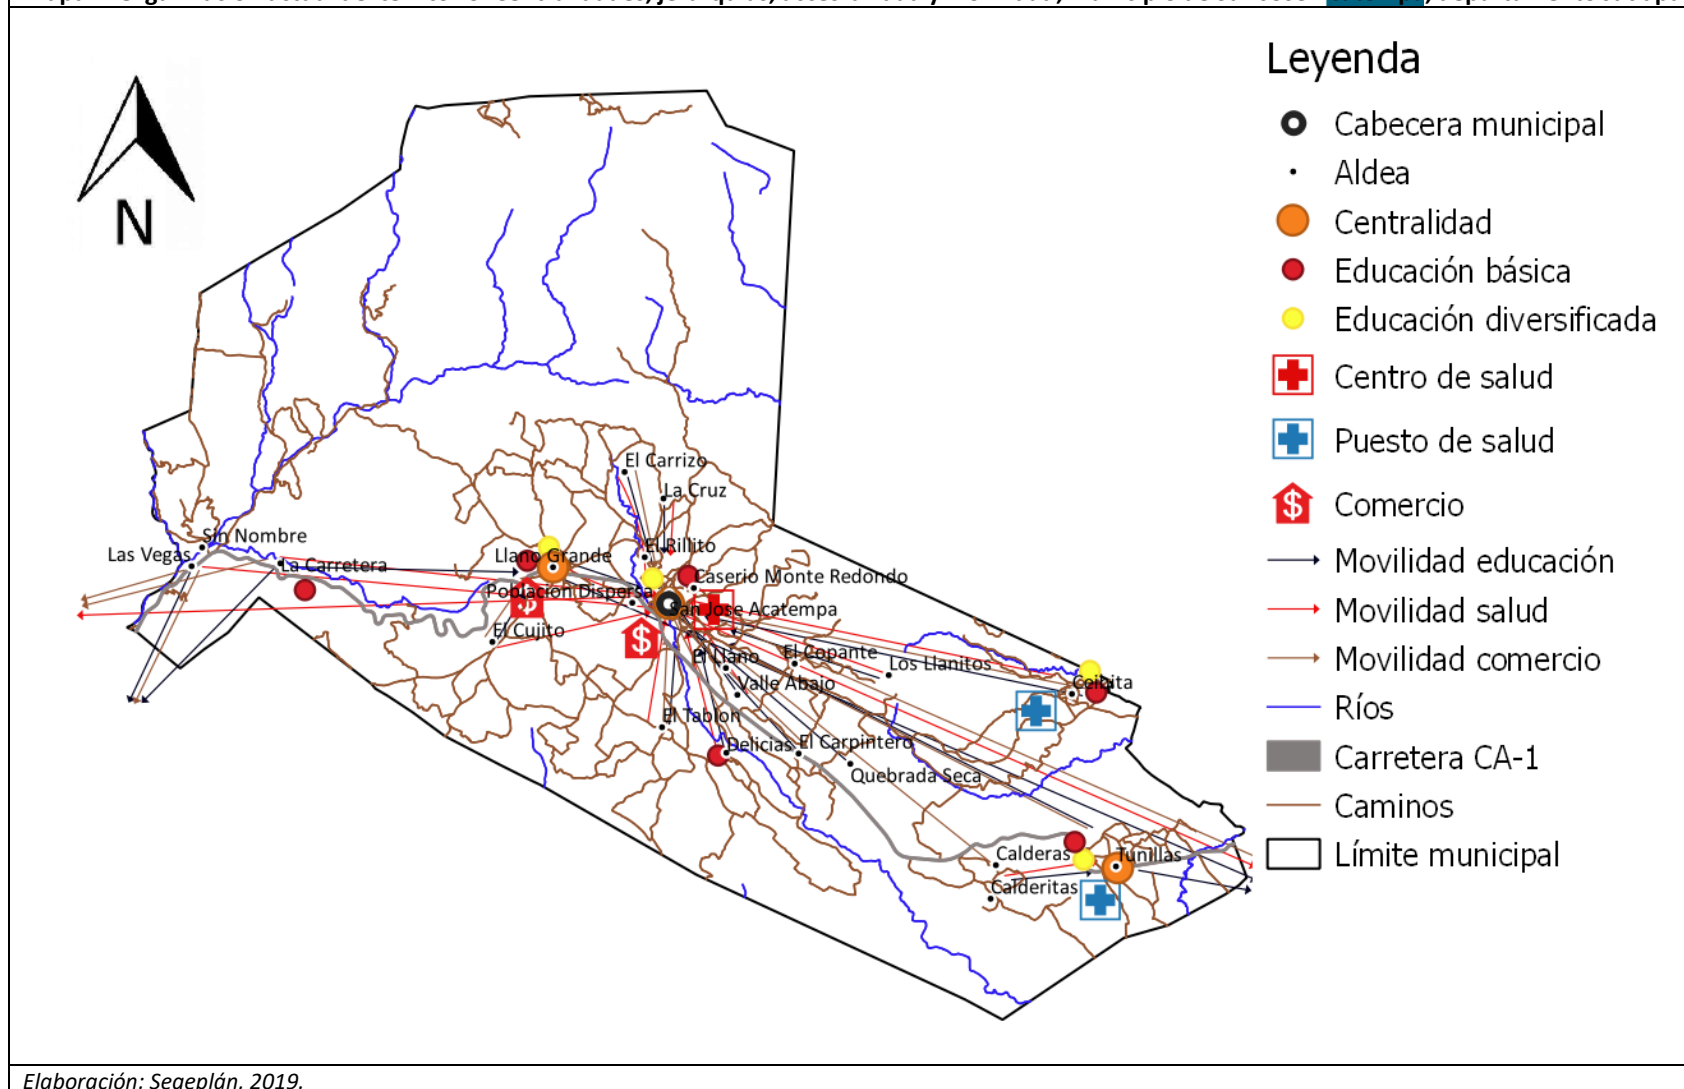 Leyenda
Cabecera municipal
Aldea
Centralidad
Educación básica
Educación diversificada
Centro de salud
Puesto de salud
Comercio
Movilidad educación
Movilidad salud
Movilidad comercio
Ríos
Carretera CA-1
Caminos
Límite municipal
N
El Carrizo
La Cruz
Sin Nombre
Las Vegas
La Carretera
Llano Grande
El Rillito
Caserio Monte Redondo
Población Dispersa
San Jose Acatempa
El Cujito
El Llano
El Copante
Los Llanitos
Valle Abajo
Ceibita
El Tablon
Delicias
El Carpintero
Quebrada Seca
Calderas
Tunillas
Calderitas
Elaboración: Segeplán, 2019.